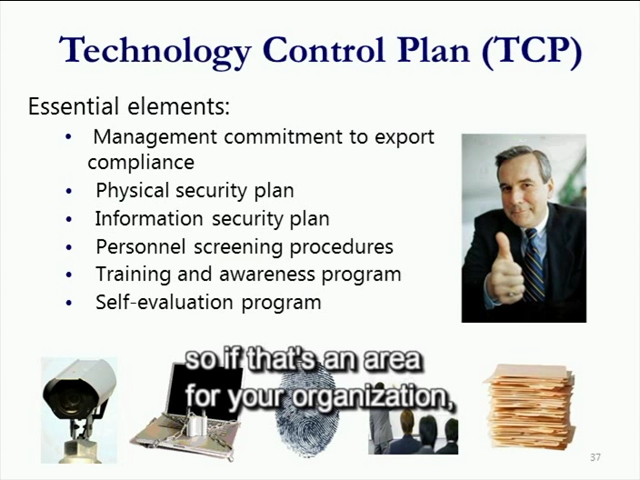 Technology Control Plan (TCP)
Essential elements:
• Management commitment to export
compliance
• Physical security plan
• Information security plan
• Personnel screening procedures
• Training and awareness program
• Self-evaluation program
so if that's an area
for your organization,
37